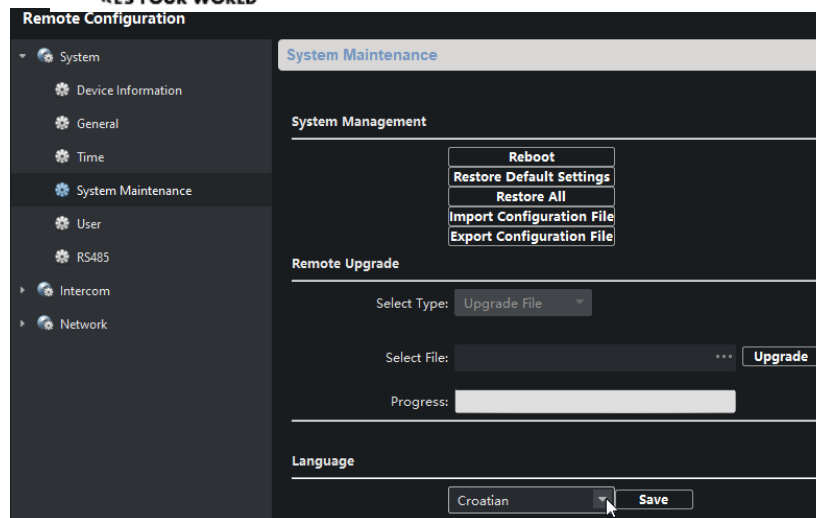 YOUR WORLD
Remote Configuration
System
Device Information
General
Time
System Maintenance
User
RS485
Intercom
Network
System Maintenance
System Management
Reboot
Restore Default Settings
Restore All
Import Configuration File
Export Configuration File
Remote Upgrade
Select Type: Upgrade File
Select File: ... Upgrade
Progress:
Language
Croatian Save